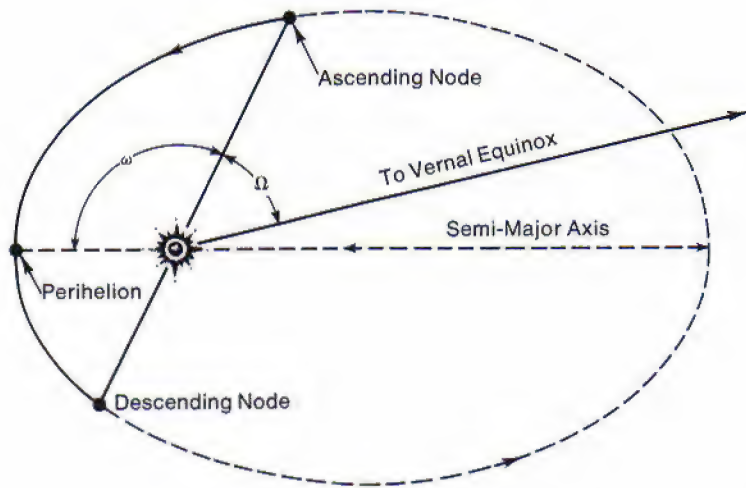 Ascending Node
To Vernal Equinox
ω
Ω
Semi-Major Axis
Perihelion
Descending Node